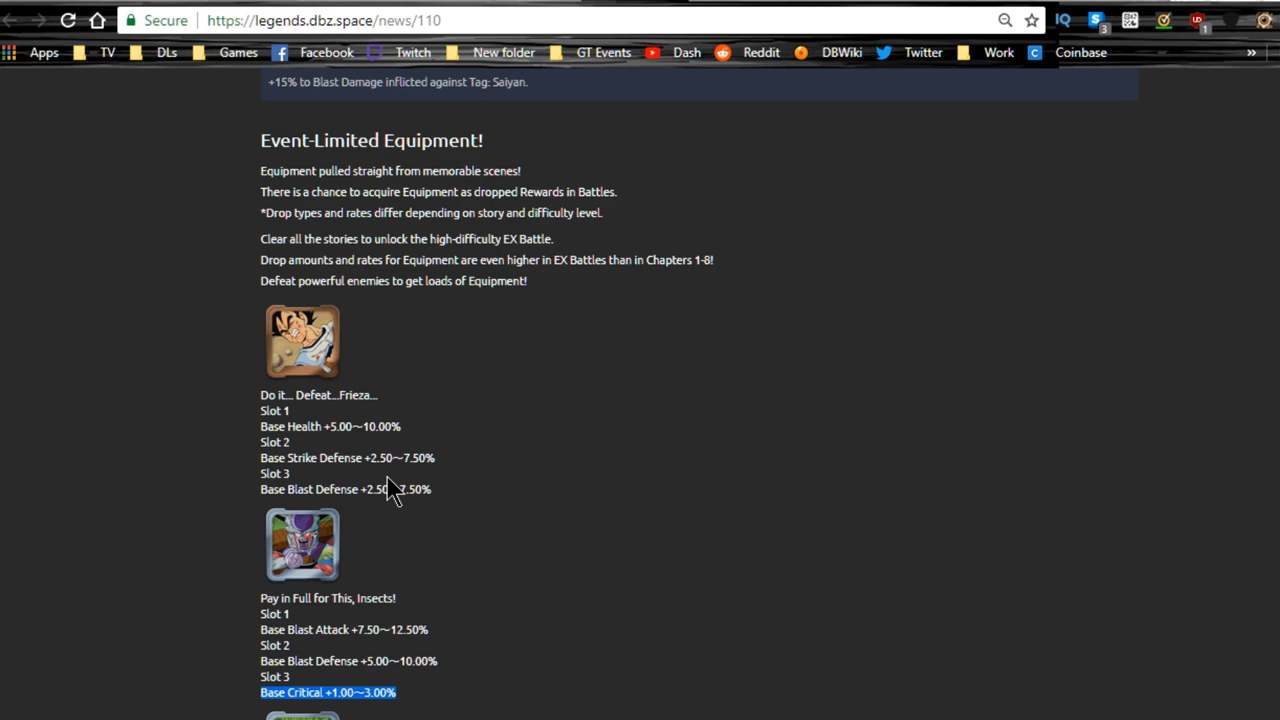 Secure https://legends.dbz.space/news/110
IQ S 3 UD 1
Apps TV DLs Games Facebook Twitch New folder GT Events Dash Reddit DBWiki Twitter Work C Coinbase »
+15% to Blast Damage inflicted against Tag: Saiyan.
Event-Limited Equipment!
Equipment pulled straight from memorable scenes!
There is a chance to acquire Equipment as dropped Rewards in Battles.
*Drop types and rates differ depending on story and difficulty level.
Clear all the stories to unlock the high-difficulty EX Battle.
Drop amounts and rates for Equipment are even higher in EX Battles than in Chapters 1-8!
Defeat powerful enemies to get loads of Equipment!
Do it... Defeat...Frieza...
Slot 1
Base Health +5.00～10.00%
Slot 2
Base Strike Defense +2.50～7.50%
Slot 3
Base Blast Defense +2.50 7.50%
Pay in Full for This, Insects!
Slot 1
Base Blast Attack +7.50～12.50%
Slot 2
Base Blast Defense +5.00～10.00%
Slot 3
Base Critical +1.00～3.00%